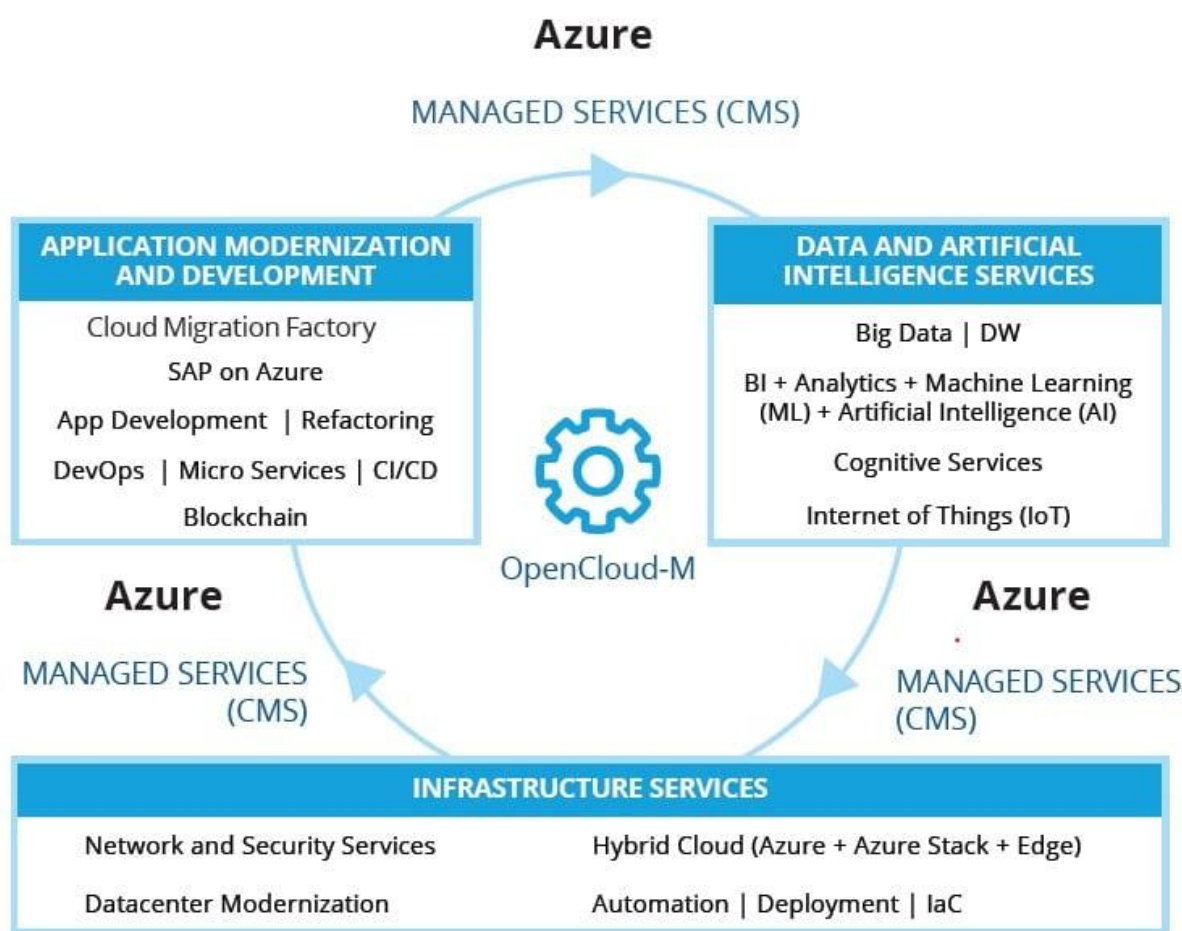 Azure
MANAGED SERVICES (CMS)
APPLICATION MODERNIZATION
AND DEVELOPMENT
Cloud Migration Factory
SAP on Azure
App Development | Refactoring
DevOps | Micro Services | CI/CD
Blockchain
DATA AND ARTIFICIAL
INTELLIGENCE SERVICES
Big Data | DW
BI + Analytics + Machine Learning
(ML) + Artificial Intelligence (AI)
Cognitive Services
Internet of Things (IoT)
OpenCloud-M
Azure
MANAGED SERVICES
(CMS)
Azure
MANAGED SERVICES
(CMS)
INFRASTRUCTURE SERVICES
Network and Security Services
Hybrid Cloud (Azure + Azure Stack + Edge)
Datacenter Modernization
Automation | Deployment | IaC